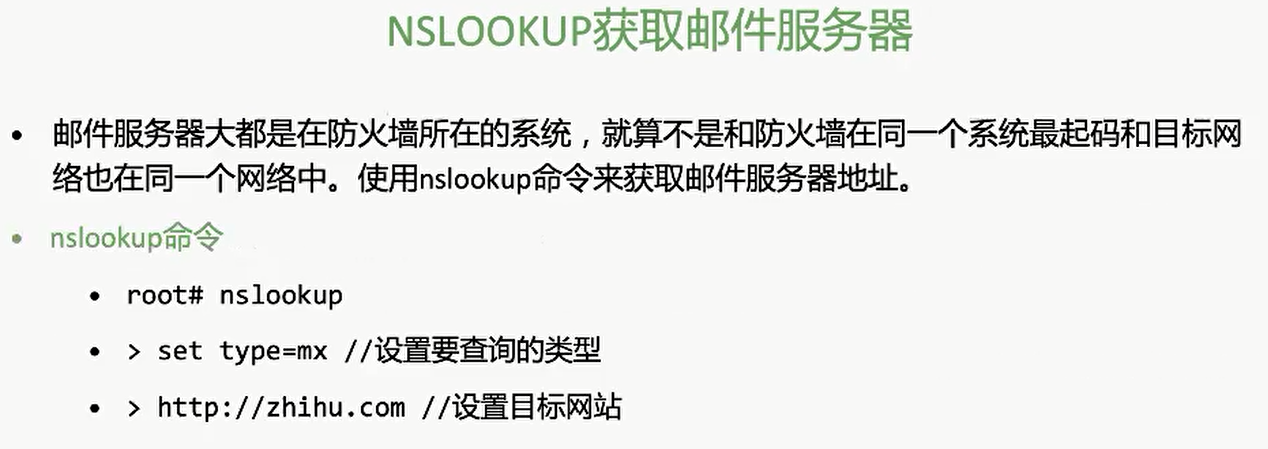 NSLOOKUP获取邮件服务器
• 邮件服务器大都是在防火墙所在的系统，就算不是和防火墙在同一个系统最起码和目标网
络也在同一个网络中。使用nslookup命令来获取邮件服务器地址。
• nslookup命令
• root# nslookup
• > set type=mx //设置要查询的类型
• > http://zhihu.com //设置目标网站